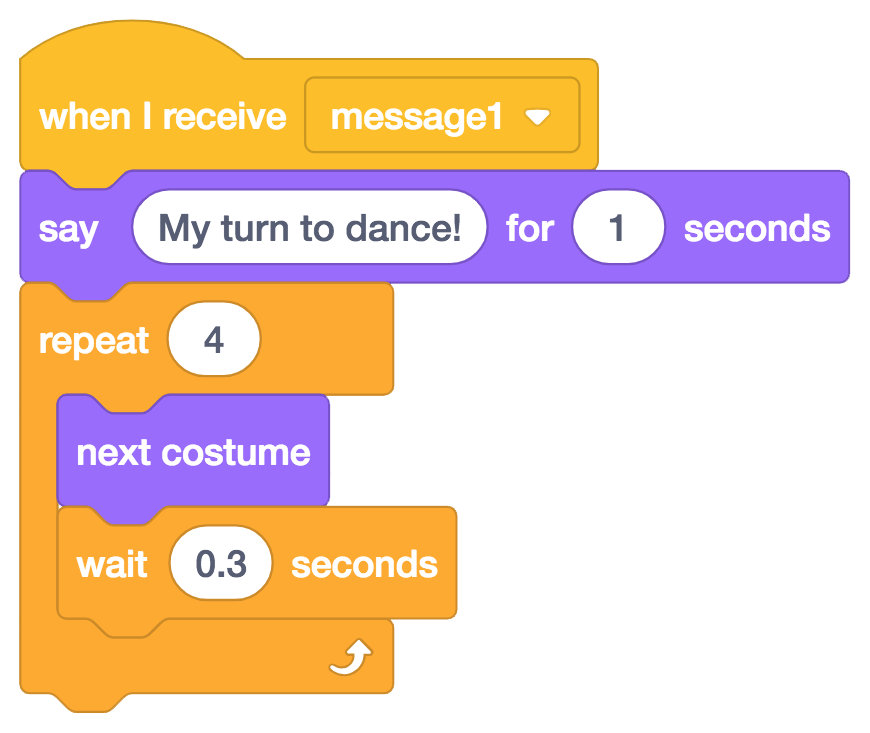 when I receive message1
say My turn to dance! for 1 seconds
repeat 4
next costume
wait 0.3 seconds